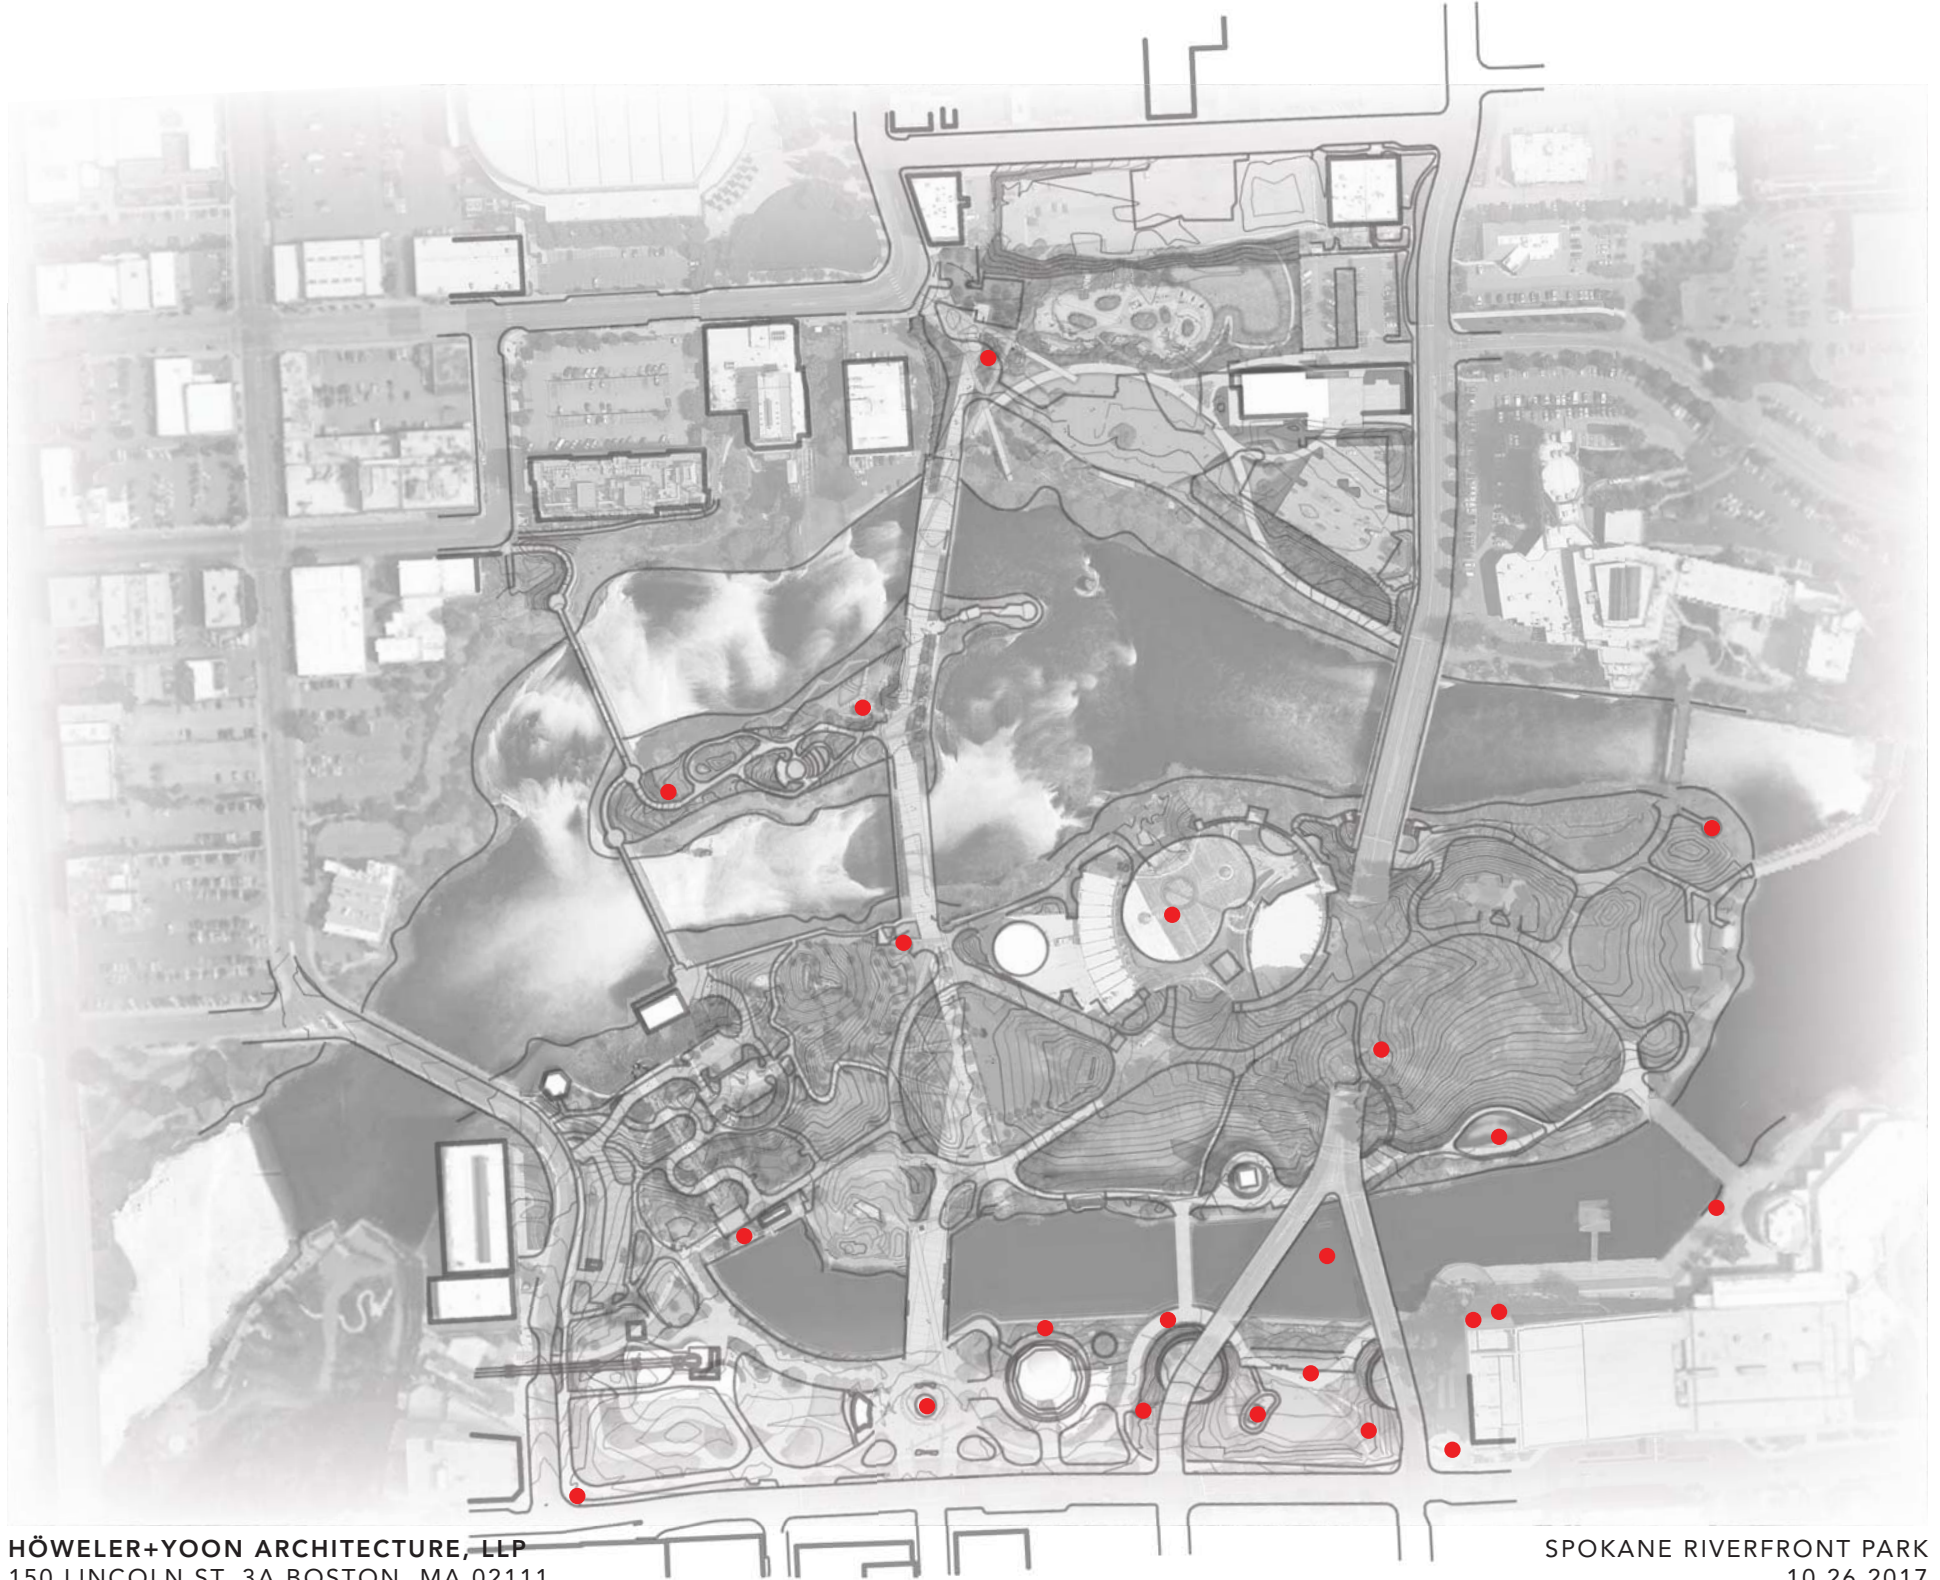 HÖWELER+YOON ARCHITECTURE, LLP
150 LINCOLN ST, 3A BOSTON, MA 02111
SPOKANE RIVERFRONT PARK
10.26.2017